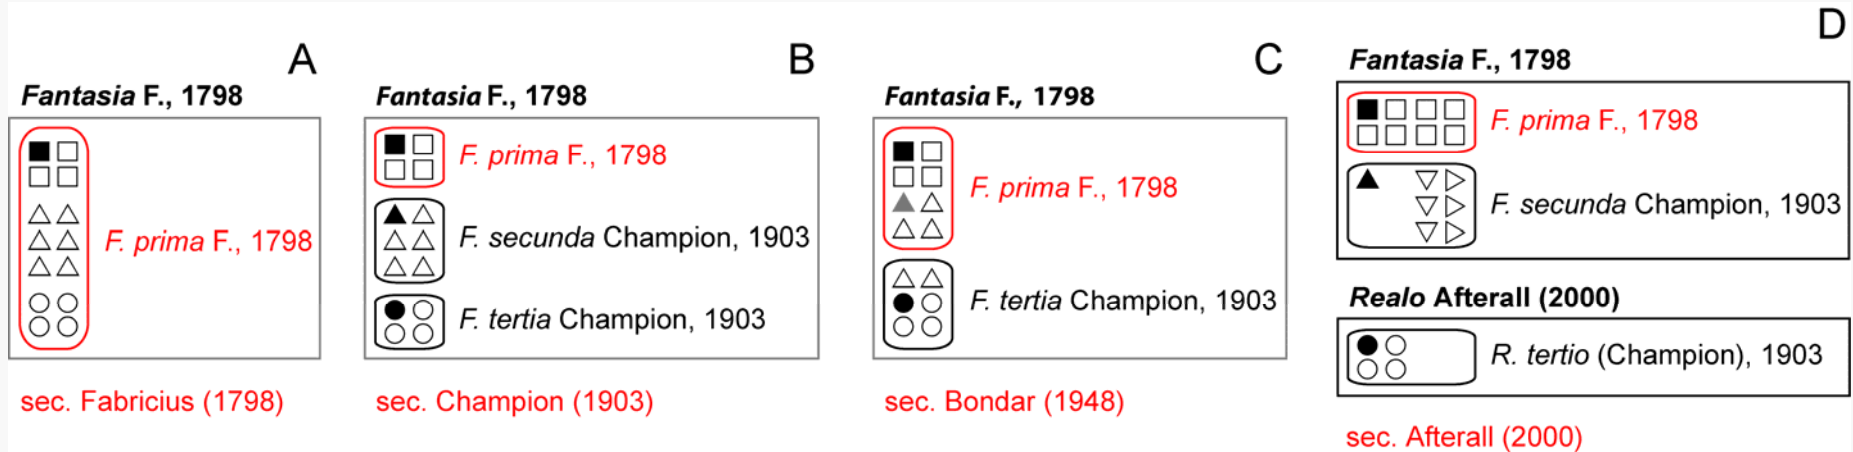 A
Fantasia F., 1798
F. prima F., 1798
sec. Fabricius (1798)
B
Fantasia F., 1798
F. prima F., 1798
F. secunda Champion, 1903
F. tertia Champion, 1903
sec. Champion (1903)
C
Fantasia F., 1798
F. prima F., 1798
F. tertia Champion, 1903
sec. Bondar (1948)
D
Fantasia F., 1798
F. prima F., 1798
F. secunda Champion, 1903
Realo Afterall (2000)
R. tertio (Champion), 1903
sec. Afterall (2000)